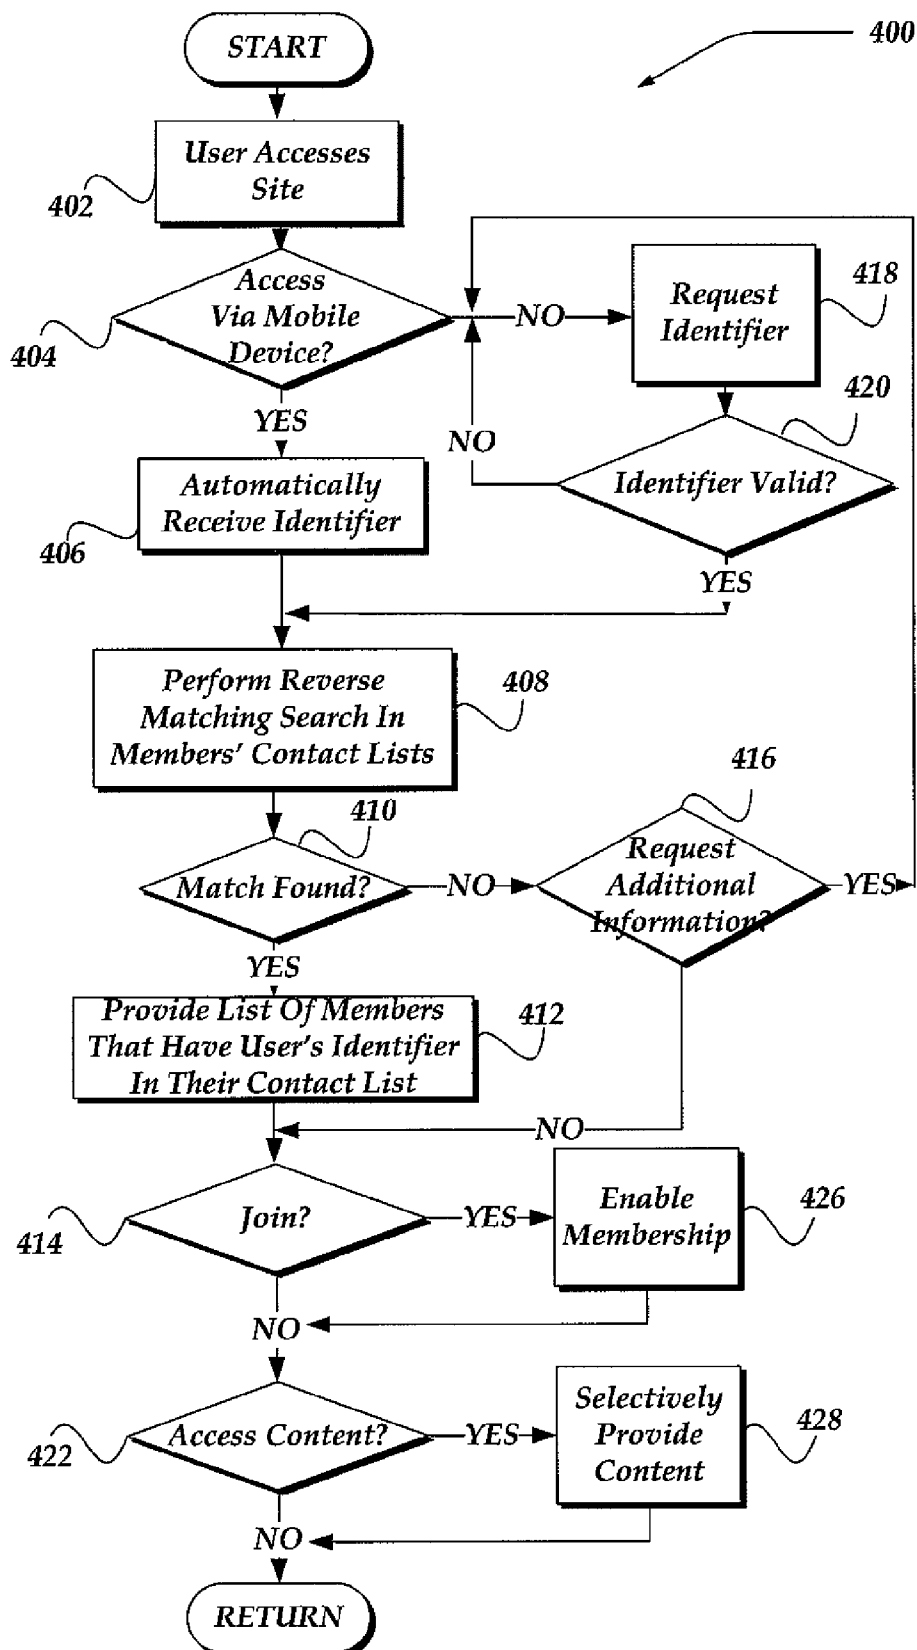 START
400
User Accesses
Site
402
Access
Via Mobile
Device?
404
NO
Request
Identifier
418
420
YES
NO
Identifier Valid?
Automatically
Receive Identifier
406
YES
Perform Reverse
Matching Search In
Members' Contact Lists
408
410
416
Match Found?
NO
Request
Additional
Information?
YES
YES
Provide List Of Members
That Have User's Identifier
In Their Contact List
412
NO
Join?
414
YES
Enable
Membership
426
NO
Access Content?
422
YES
Selectively
Provide
Content
428
NO
RETURN